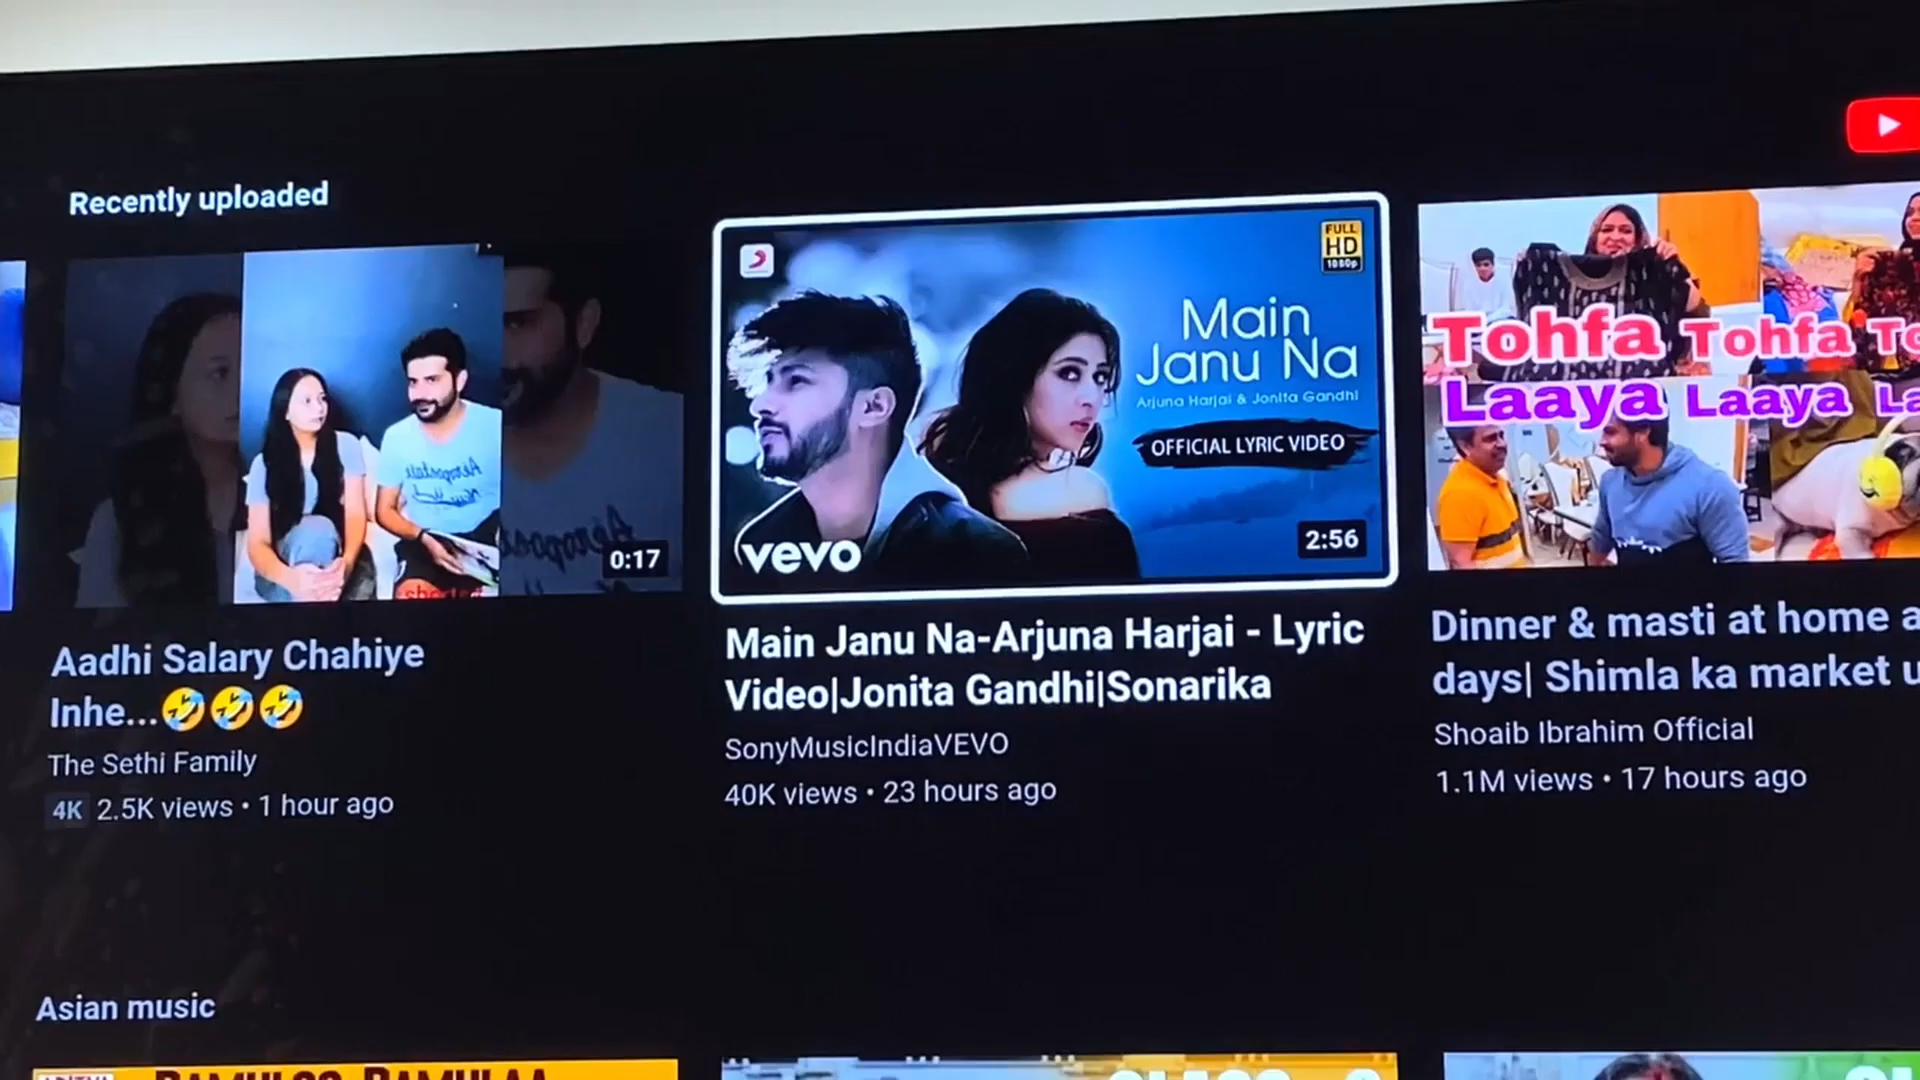 Recently uploaded
0:17
Aadhi Salary Chahiye
Inhe...🤣🤣🤣
The Sethi Family
4K 2.5K views • 1 hour ago
FULL
HD
1080p
Main
Janu Na
Arjuna Harjai & Jonita Gandhi
OFFICIAL LYRIC VIDEO
vevo
2:56
Main Janu Na-Arjuna Harjai - Lyric
Video|Jonita Gandhi|Sonarika
SonyMusicIndiaVEVO
40K views • 23 hours ago
Tohfa Tohfa To
Laaya Laaya La
Dinner & masti at home a
days| Shimla ka market u
Shoaib Ibrahim Official
1.1M views • 17 hours ago
Asian music